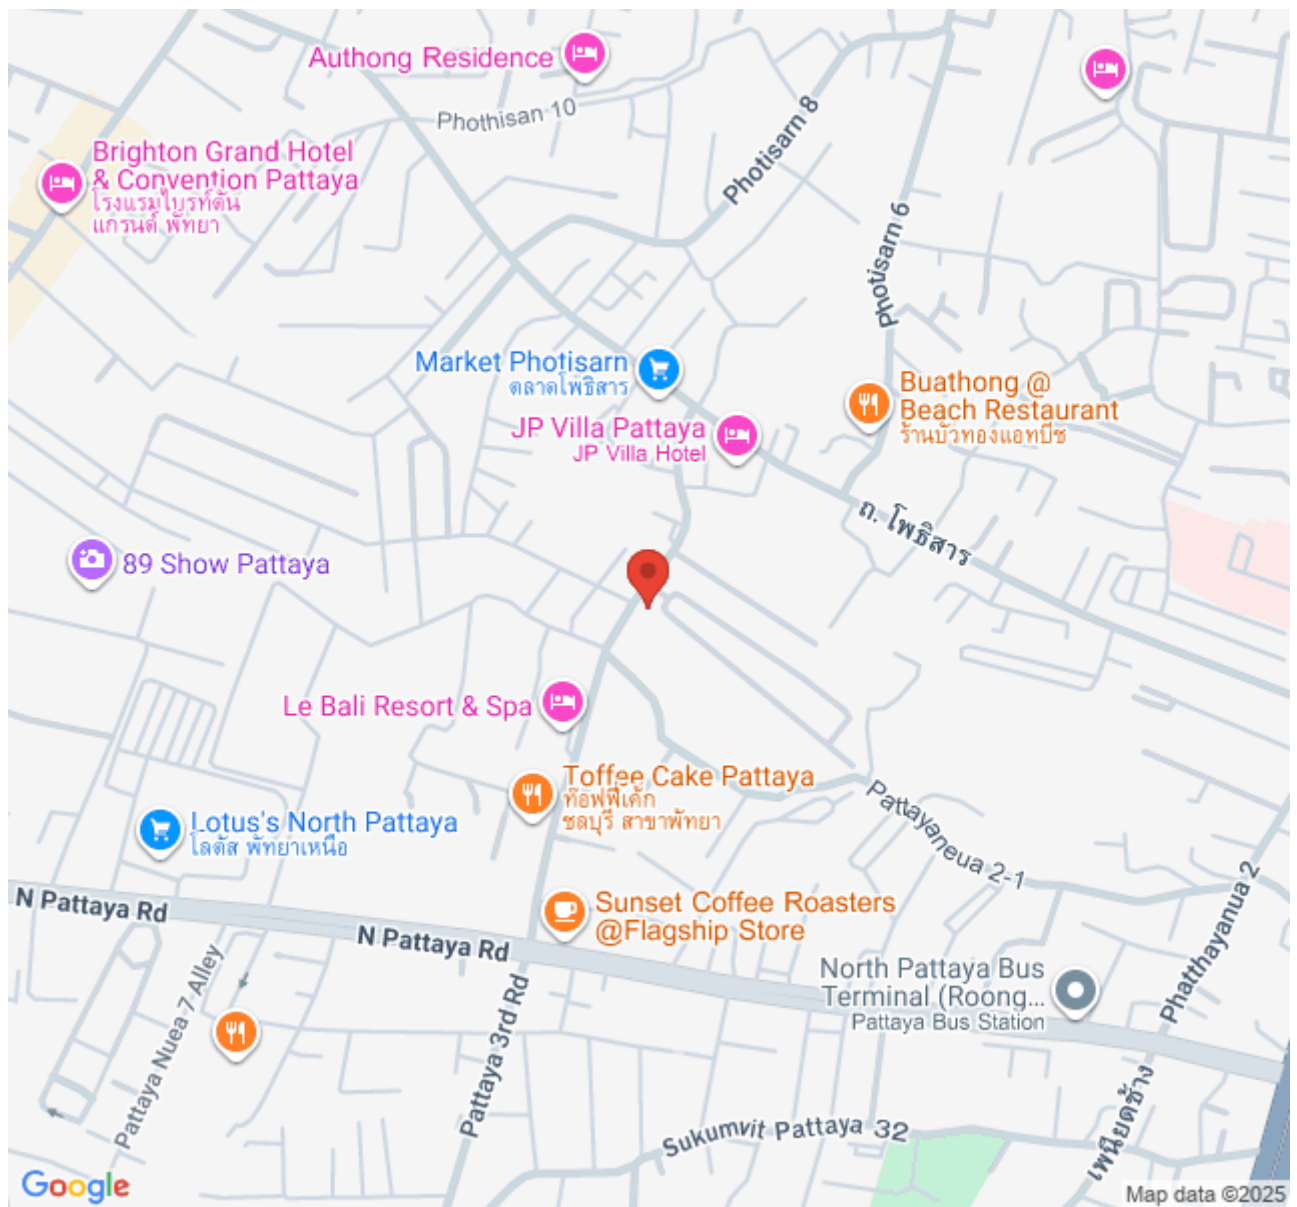 Authong Residence
Phothisan 10
Photisarn 8
Brighton Grand Hotel
& Convention Pattaya
โรงแรมไบรท์ตัน
แกรนด์ พัทยา
Photisarn 6
Market Photisarn
ตลาดโพธิสาร
Buathong @
Beach Restaurant
ร้านบัวทองแอทบีช
JP Villa Pattaya
JP Villa Hotel
ถ. โพธิสาร
89 Show Pattaya
Le Bali Resort & Spa
Toffee Cake Pattaya
ท๊อฟฟี่เค้ก
ชลบุรี สาขาพัทยา
Lotus's North Pattaya
โลตัส พัทยาเหนือ
Pattayaneua 2-1
N Pattaya Rd
N Pattaya Rd
Sunset Coffee Roasters
@Flagship Store
Phatthayanua 2
North Pattaya Bus
Terminal (Roong...
Pattaya Bus Station
Pattaya Nuea 7 Alley
Pattaya 3rd Rd
Sukumvit Pattaya 32
เพนียดช้าง
Google
Map data ©2025